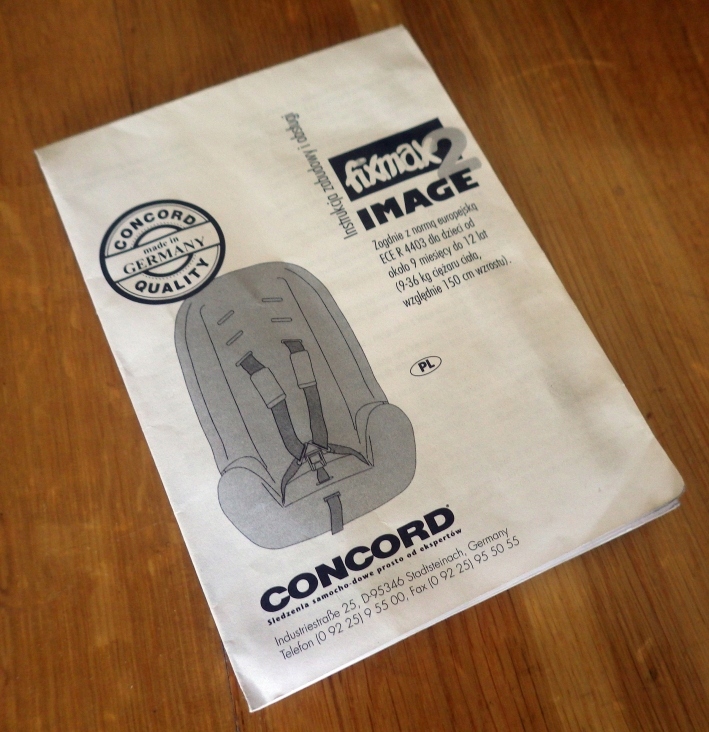 Instrukcja zabudowy i obsługi
fixmax 2
IMAGE
Zgodnie z normą europejską
ECE R 4403 dla dzieci od
około 9 miesięcy do 12 lat
(9-36 kg ciężaru ciała,
względnie 150 cm wzrostu).
CONCORD
made in
GERMANY
QUALITY
PL
CONCORD
Siedzenia samocho-dowe prosto od ekspertów
Industriestraße 25, D-95346 Stadtsteinach, Germany
Telefon (0 92 25) 9 55 00, Fax (0 92 25) 95 50 55